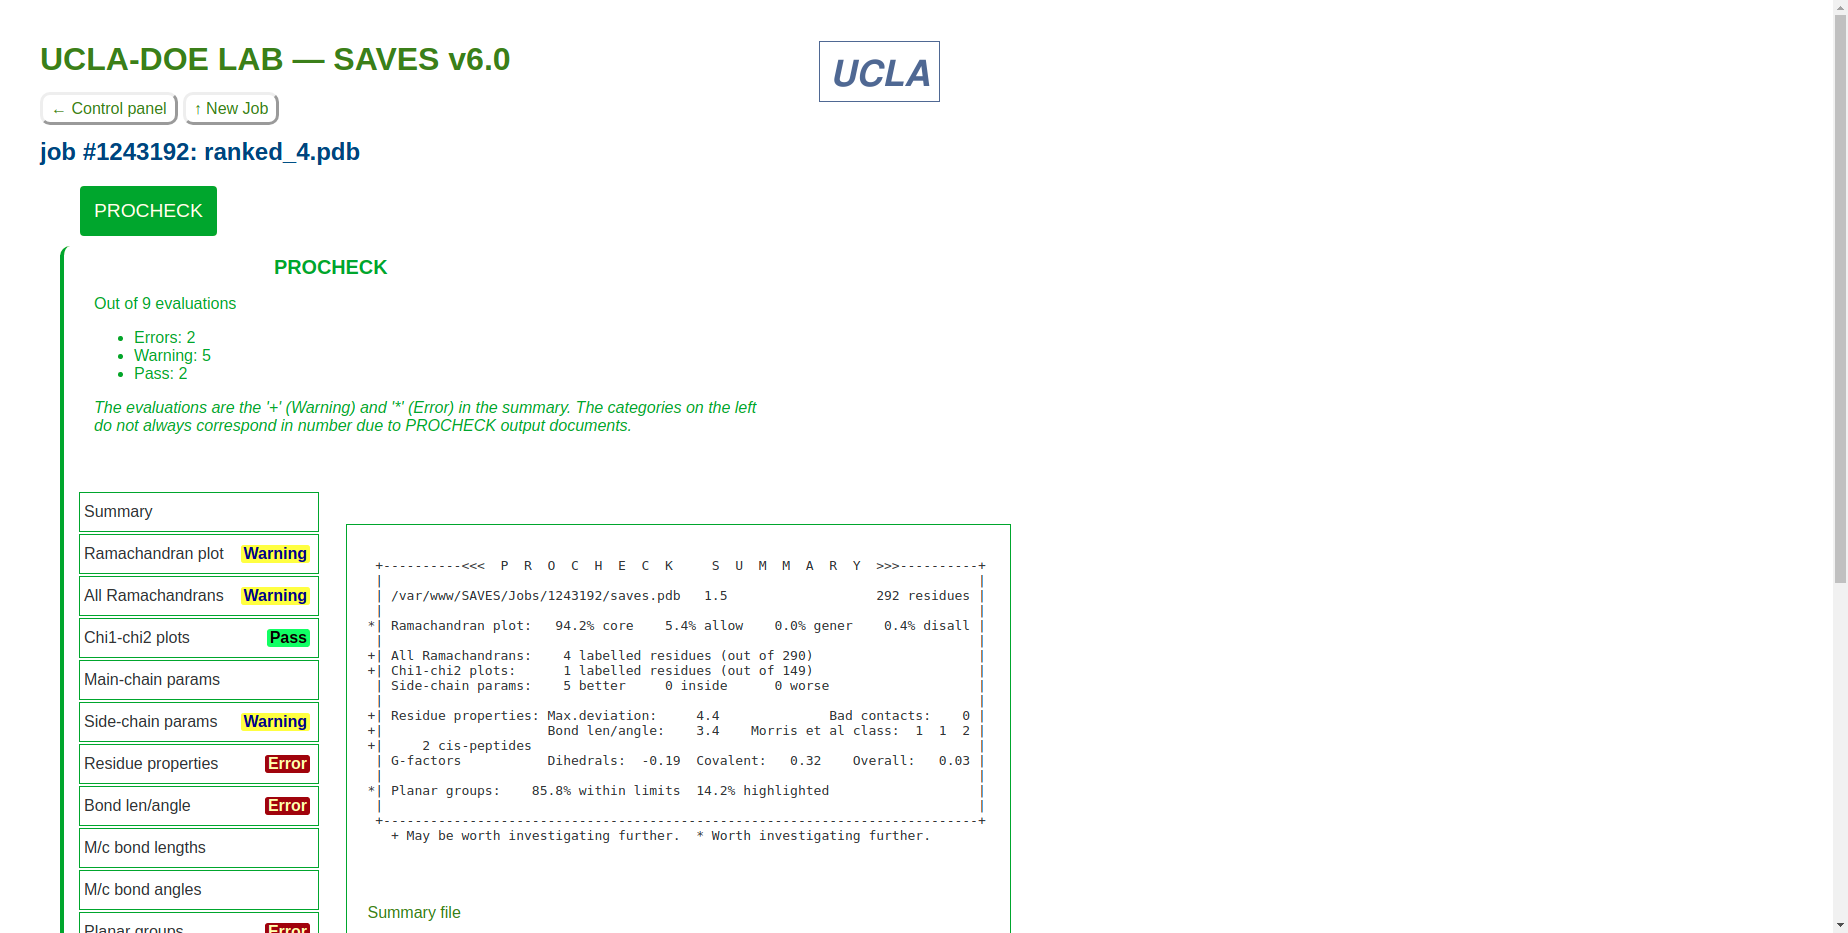 UCLA-DOE LAB — SAVES v6.0
UCLA
← Control panel
↑ New Job
job #1243192: ranked_4.pdb
PROCHECK
PROCHECK
Out of 9 evaluations
• Errors: 2
• Warning: 5
• Pass: 2
The evaluations are the '+' (Warning) and '*' (Error) in the summary. The categories on the left
do not always correspond in number due to PROCHECK output documents.
Summary
Ramachandran plot Warning
All Ramachandrans Warning
Chi1-chi2 plots Pass
Main-chain params
Side-chain params Warning
Residue properties Error
Bond len/angle Error
M/c bond lengths
M/c bond angles
Planar groups Error
+----------<<<  P  R  O  C  H  E  C  K     S  U  M  M  A  R  Y  >>>----------+
|                                                                            |
| /var/www/SAVES/Jobs/1243192/saves.pdb   1.5                   292 residues |
|                                                                            |
*| Ramachandran plot:   94.2% core    5.4% allow    0.0% gener    0.4% disall |
|                                                                            |
+| All Ramachandrans:    4 labelled residues (out of 290)                     |
+| Chi1-chi2 plots:      1 labelled residues (out of 149)                     |
| Side-chain params:    5 better     0 inside      0 worse                   |
|                                                                            |
+| Residue properties: Max.deviation:     4.4              Bad contacts:    0 |
+|                     Bond len/angle:    3.4    Morris et al class:  1  1  2 |
+|     2 cis-peptides                                                         |
| G-factors           Dihedrals:  -0.19  Covalent:   0.32    Overall:   0.03 |
|                                                                            |
*| Planar groups:    85.8% within limits  14.2% highlighted                   |
|                                                                            |
+----------------------------------------------------------------------------+
+ May be worth investigating further.  * Worth investigating further.
Summary file